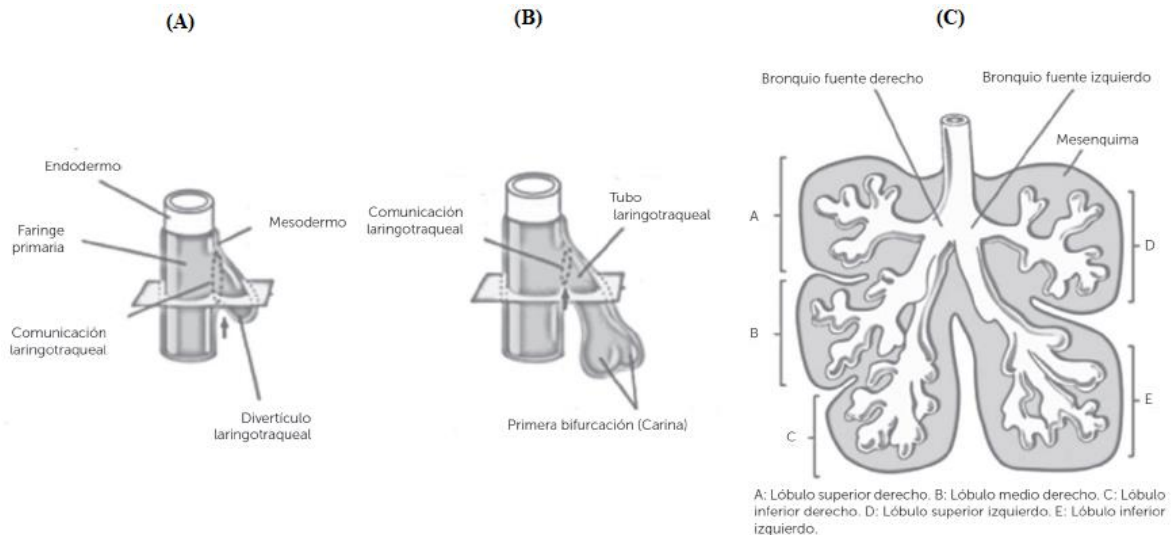 (A)
Endodermo
Faringe
primaria
Mesodermo
Comunicación
laringotraqueal
Divertículo
laringotraqueal
(B)
Comunicación
laringotraqueal
Tubo
laringotraqueal
Primera bifurcación (Carina)
(C)
Bronquio fuente derecho
Bronquio fuente izquierdo
Mesenquima
A
B
C
D
E
A: Lóbulo superior derecho. B: Lóbulo medio derecho. C: Lóbulo
inferior derecho. D: Lóbulo superior izquierdo. E: Lóbulo inferior
izquierdo.